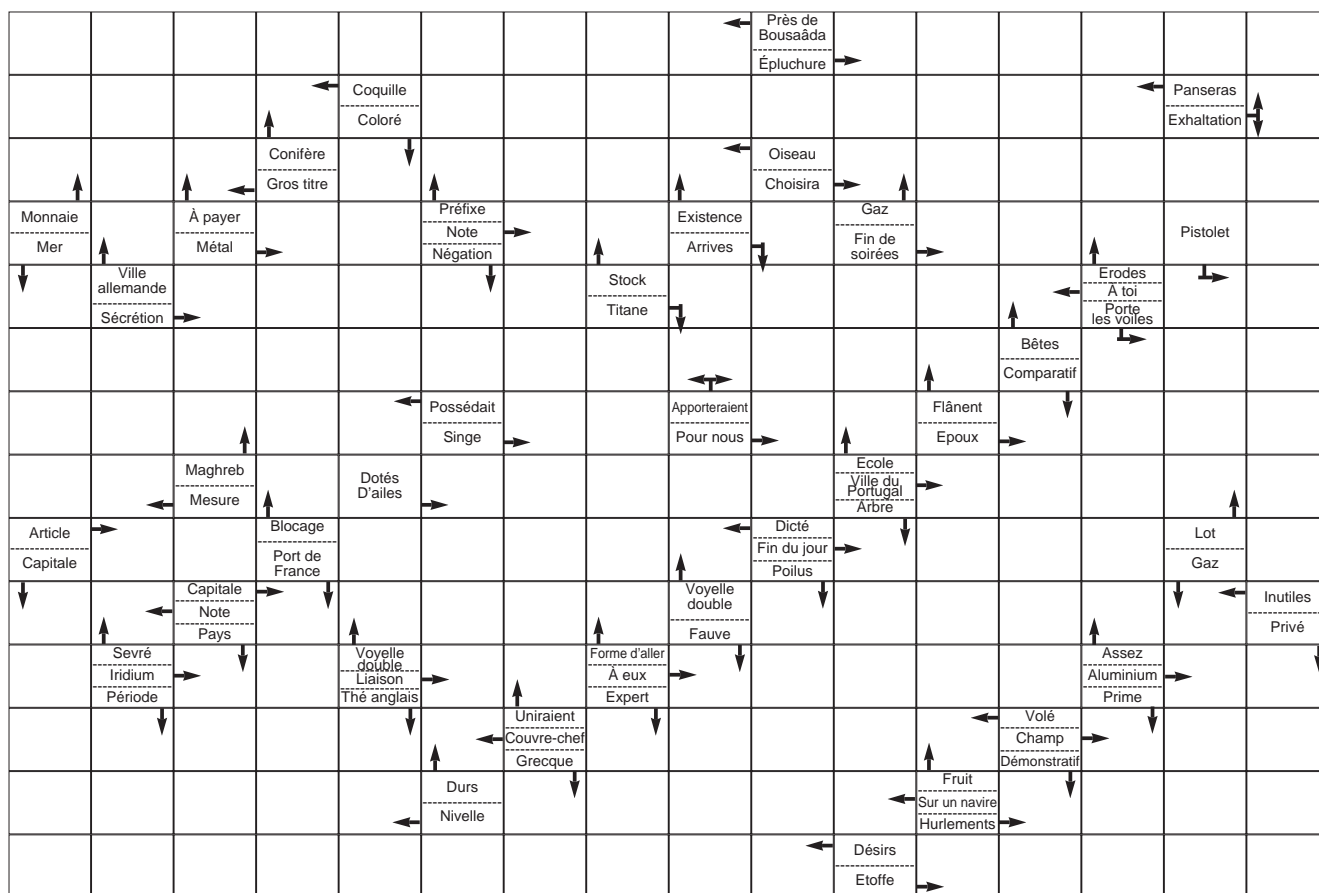 Près de
Bousaâda
Épluchure
Coquille
Coloré
Panseras
Exhaltation
Conifère
Gros titre
Oiseau
Choisira
Monnaie
Mer
À payer
Métal
Préfixe
Note
Négation
Existence
Arrives
Gaz
Fin de
soirées
Pistolet
Ville
allemande
Sécrétion
Stock
Titane
Erodes
A toi
Porte
les voiles
Bêtes
Comparatif
Possédait
Singe
Apporteraient
Pour nous
Flânent
Epoux
Maghreb
Mesure
Dotés
D'ailes
Ecole
Ville du
Portugal
Arbre
Article
Capitale
Blocage
Port de
France
Dicté
Fin du jour
Poilus
Lot
Gaz
Capitale
Note
Pays
Voyelle
double
Fauve
Inutiles
Privé
Sevré
Iridium
Période
Voyelle
double
Liaison
Thé anglais
Forme d'aller
À eux
Expert
Assez
Aluminium
Prime
Uniraient
Couvre-chef
Grecque
Volé
Champ
Démonstratif
Durs
Nivelle
Fruit
Sur un navire
Hurlements
Désirs
Etoffe